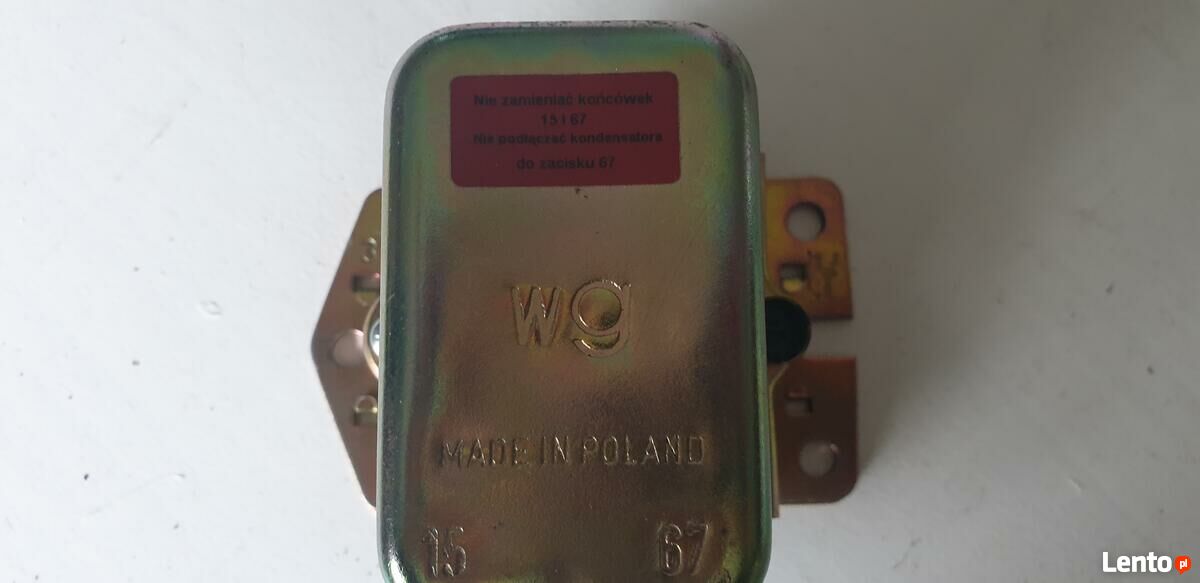 Nie zamieniać końcówek
15 i 67
Nie podłączać kondensatora
do zacisku 67
3
wg
MADE IN POLAND
15 67
Lento.pl